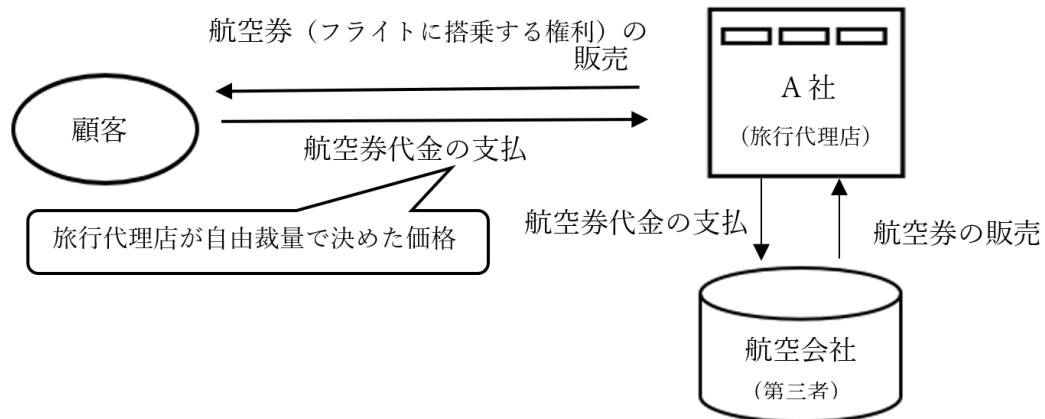 航空券（フライトに搭乗する権利）の
販売
A 社
（旅行代理店）
顧客
航空券代金の支払
旅行代理店が自由裁量で決めた価格
航空券代金の支払
航空券の販売
航空会社
（第三者）